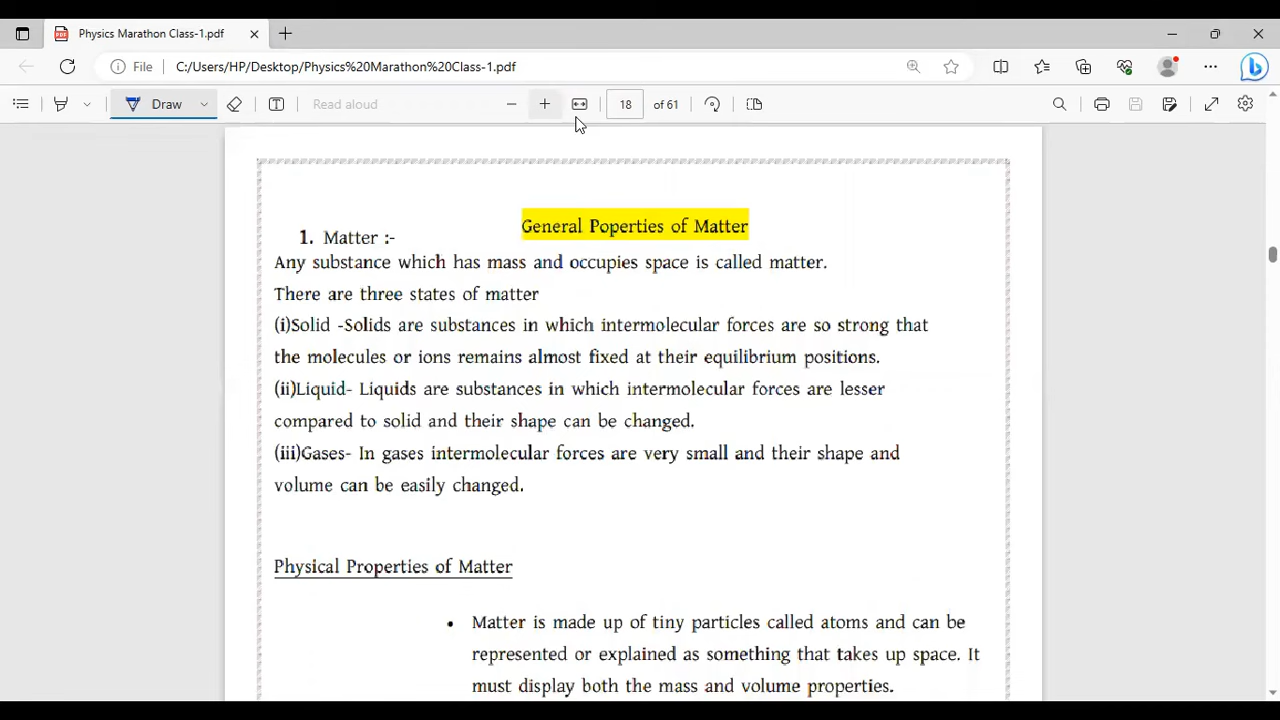 Physics Marathon Class-1.pdf
File C:/Users/HP/Desktop/Physics%20Marathon%20Class-1.pdf
Draw Read aloud 18 of 61
General Poperties of Matter
1. Matter :-
Any substance which has mass and occupies space is called matter.
There are three states of matter
(i)Solid -Solids are substances in which intermolecular forces are so strong that
the molecules or ions remains almost fixed at their equilibrium positions.
(ii)Liquid- Liquids are substances in which intermolecular forces are lesser
compared to solid and their shape can be changed.
(iii)Gases- In gases intermolecular forces are very small and their shape and
volume can be easily changed.
Physical Properties of Matter
• Matter is made up of tiny particles called atoms and can be
represented or explained as something that takes up space. It
must display both the mass and volume properties.